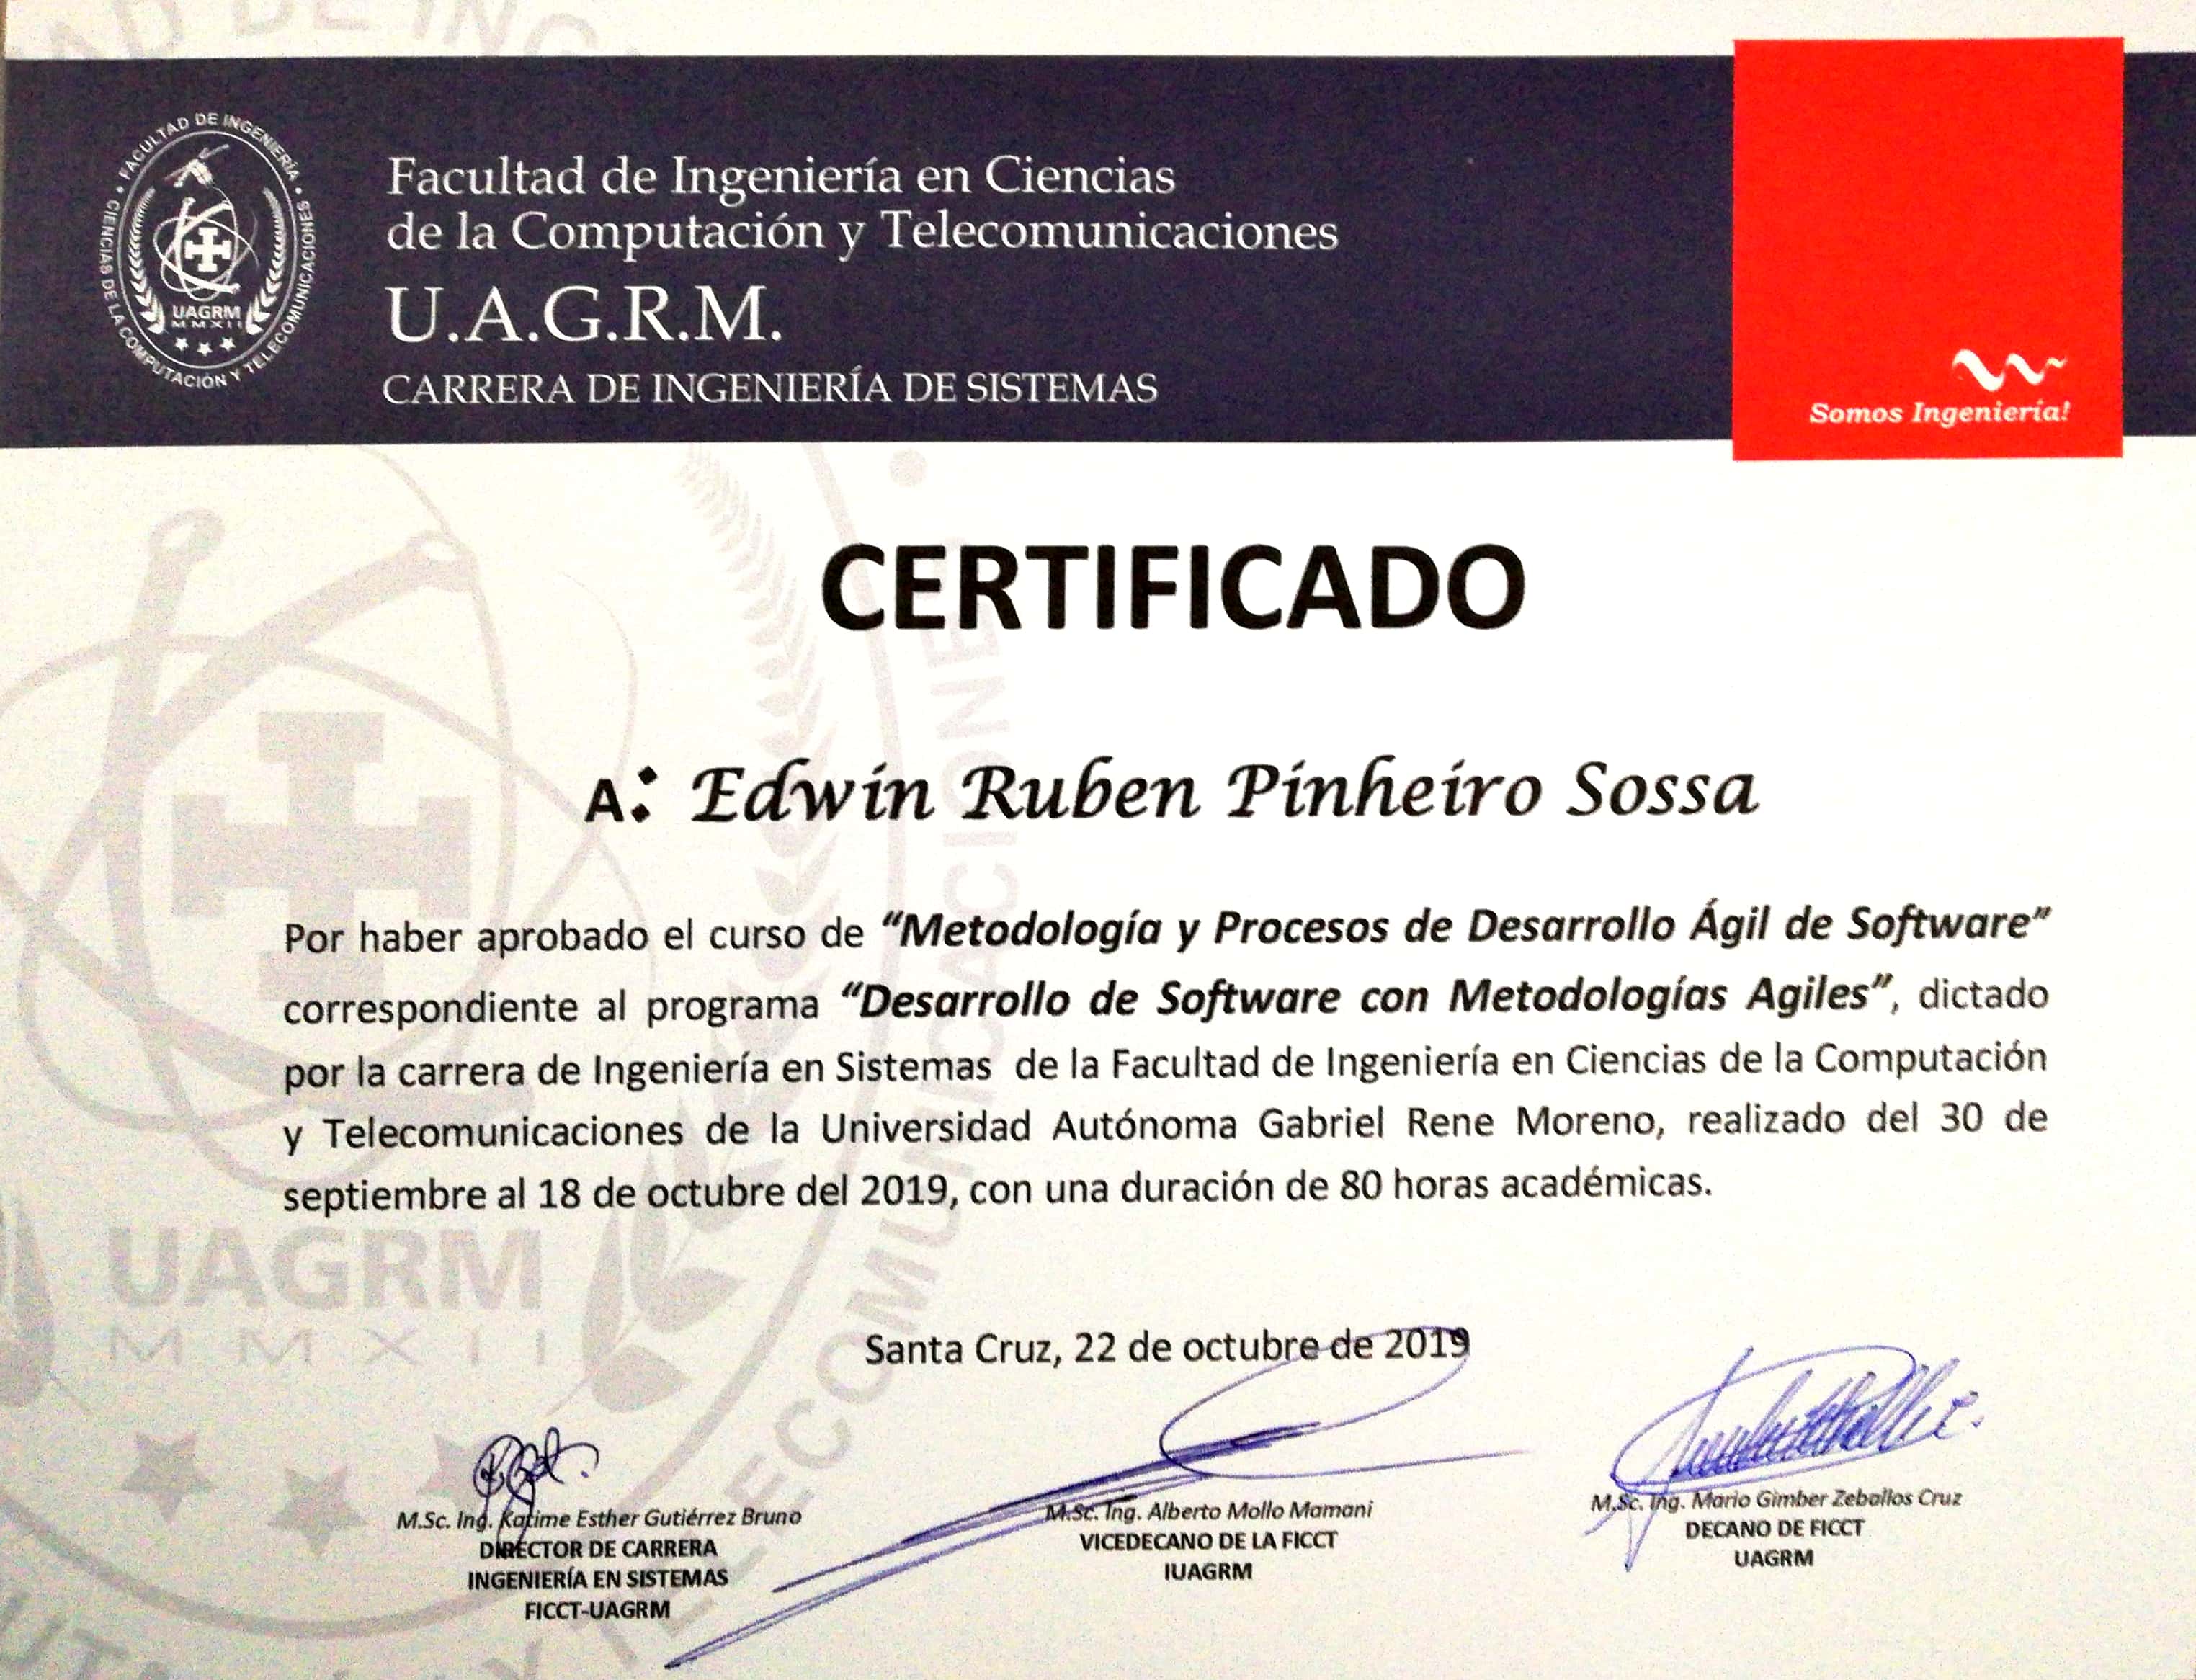 FACULTAD DE INGENIERÍA • CIENCIAS DE LA COMPUTACIÓN Y TELECOMUNICACIONES •
UAGRM
MMXII
Facultad de Ingeniería en Ciencias
de la Computación y Telecomunicaciones
U.A.G.R.M.
CARRERA DE INGENIERÍA DE SISTEMAS
Somos Ingeniería!
CERTIFICADO
A: Edwin Ruben Pinheiro Sossa
Por haber aprobado el curso de “Metodología y Procesos de Desarrollo Ágil de Software”
correspondiente al programa “Desarrollo de Software con Metodologías Agiles”, dictado
por la carrera de Ingeniería en Sistemas de la Facultad de Ingeniería en Ciencias de la Computación
y Telecomunicaciones de la Universidad Autónoma Gabriel Rene Moreno, realizado del 30 de
septiembre al 18 de octubre del 2019, con una duración de 80 horas académicas.
UAGRM
MMXII
Santa Cruz, 22 de octubre de 2019
M.Sc. Ing. Karime Esther Gutiérrez Bruno
DIRECTOR DE CARRERA
INGENIERÍA EN SISTEMAS
FICCT-UAGRM
M.Sc. Ing. Alberto Mollo Mamani
VICEDECANO DE LA FICCT
IUAGRM
M.Sc. Ing. Mario Gimber Zeballos Cruz
DECANO DE FICCT
UAGRM